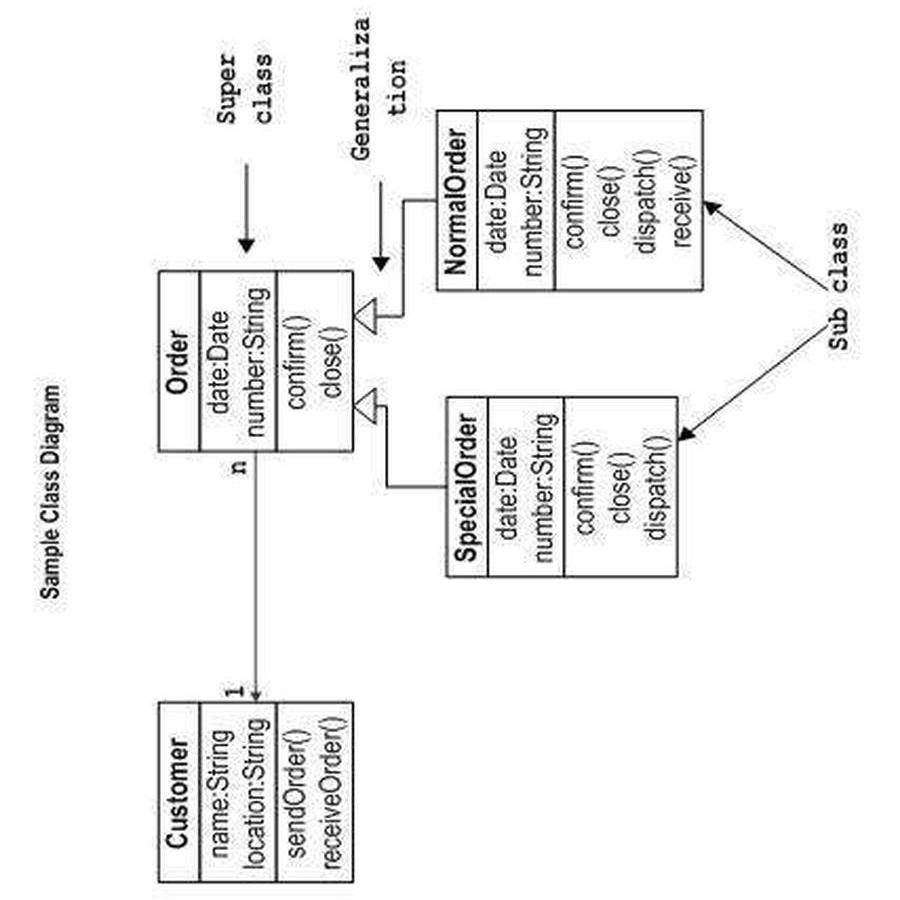 Sample Class Diagram
Customer
name:String
location:String
sendOrder()
receiveOrder()
1
n
Order
date:Date
number:String
confirm()
close()
Super
class
Generaliza
tion
SpecialOrder
date:Date
number:String
confirm()
close()
dispatch()
NormalOrder
date:Date
number:String
confirm()
close()
dispatch()
receive()
Sub class